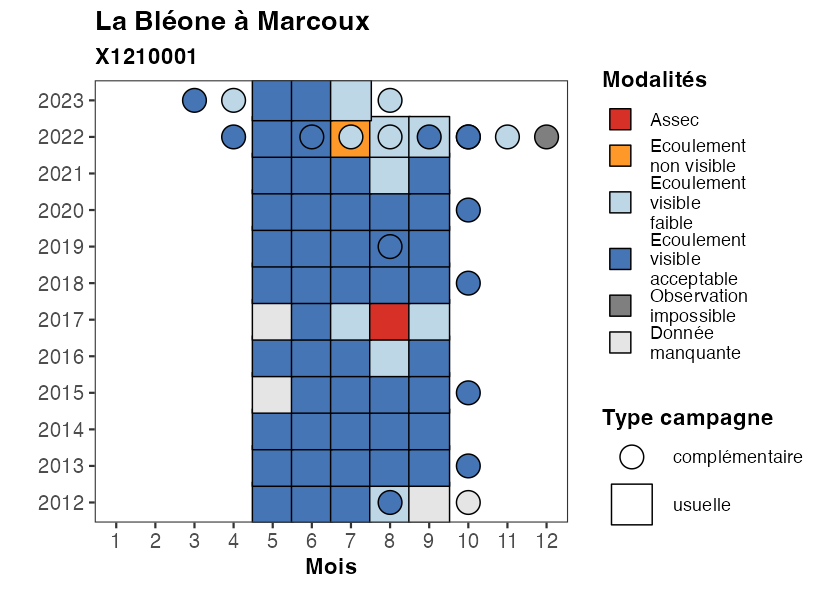 La Bléone à Marcoux
X1210001
2023
2022
2021
2020
2019
2018
2017
2016
2015
2014
2013
2012
1 2 3 4 5 6 7 8 9 10 11 12
Mois
Modalités
Assec
Ecoulement
non visible
Ecoulement
visible
faible
Ecoulement
visible
acceptable
Observation
impossible
Donnée
manquante
Type campagne
complémentaire
usuelle